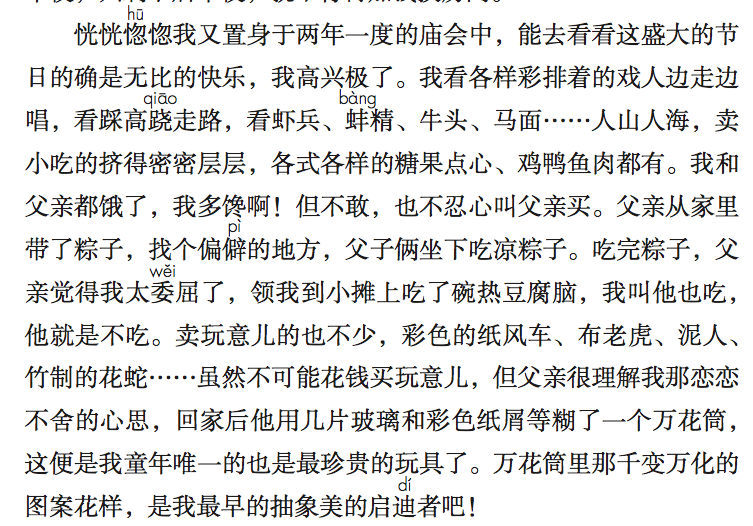 hū
恍恍惚惚我又置身于两年一度的庙会中，能去看看这盛大的节
日的确是无比的快乐，我高兴极了。我看各样彩排着的戏人边走边
qiāo bàng
唱，看踩高跷走路，看虾兵、蚌精、牛头、马面……人山人海，卖
小吃的挤得密密层层，各式各样的糖果点心、鸡鸭鱼肉都有。我和
父亲都饿了，我多馋啊！但不敢，也不忍心叫父亲买。父亲从家里
pì
带了粽子，找个偏僻的地方，父子俩坐下吃凉粽子。吃完粽子，父
wěi
亲觉得我太委屈了，领我到小摊上吃了碗热豆腐脑，我叫他也吃，
他就是不吃。卖玩意儿的也不少，彩色的纸风车、布老虎、泥人、
竹制的花蛇……虽然不可能花钱买玩意儿，但父亲很理解我那恋恋
不舍的心思，回家后他用几片玻璃和彩色纸屑等糊了一个万花筒，
这便是我童年唯一的也是最珍贵的玩具了。万花筒里那千变万化的
dí
图案花样，是我最早的抽象美的启迪者吧！